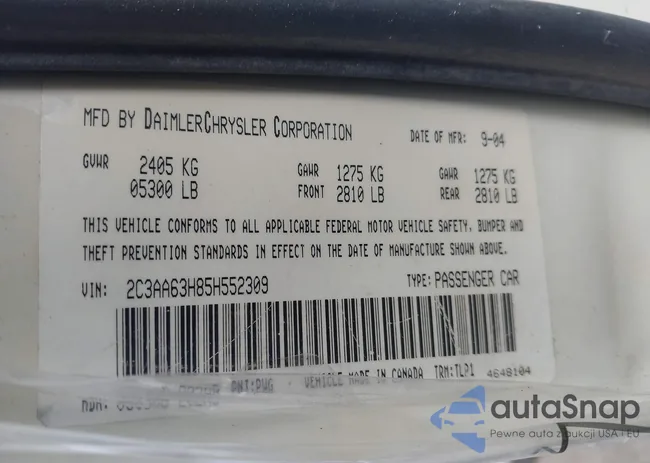 MFD BY DAIMLERCHRYSLER CORPORATION DATE OF MFR: 9-04
GVWR 2405 KG GAWR 1275 KG GAWR 1275 KG
05300 LB FRONT 2810 LB REAR 2810 LB
THIS VEHICLE CONFORMS TO ALL APPLICABLE FEDERAL MOTOR VEHICLE SAFETY, BUMPER AND
THEFT PREVENTION STANDARDS IN EFFECT ON THE DATE OF MANUFACTURE SHOWN ABOVE.
VIN: 2C3AA63H85H552309 TYPE: PASSENGER CAR
PNT:PWG VEHICLE MADE IN CANADA TRM:TLP1 4648104
MDH:
autaSnap
Pewne auta z aukcji USA i EU